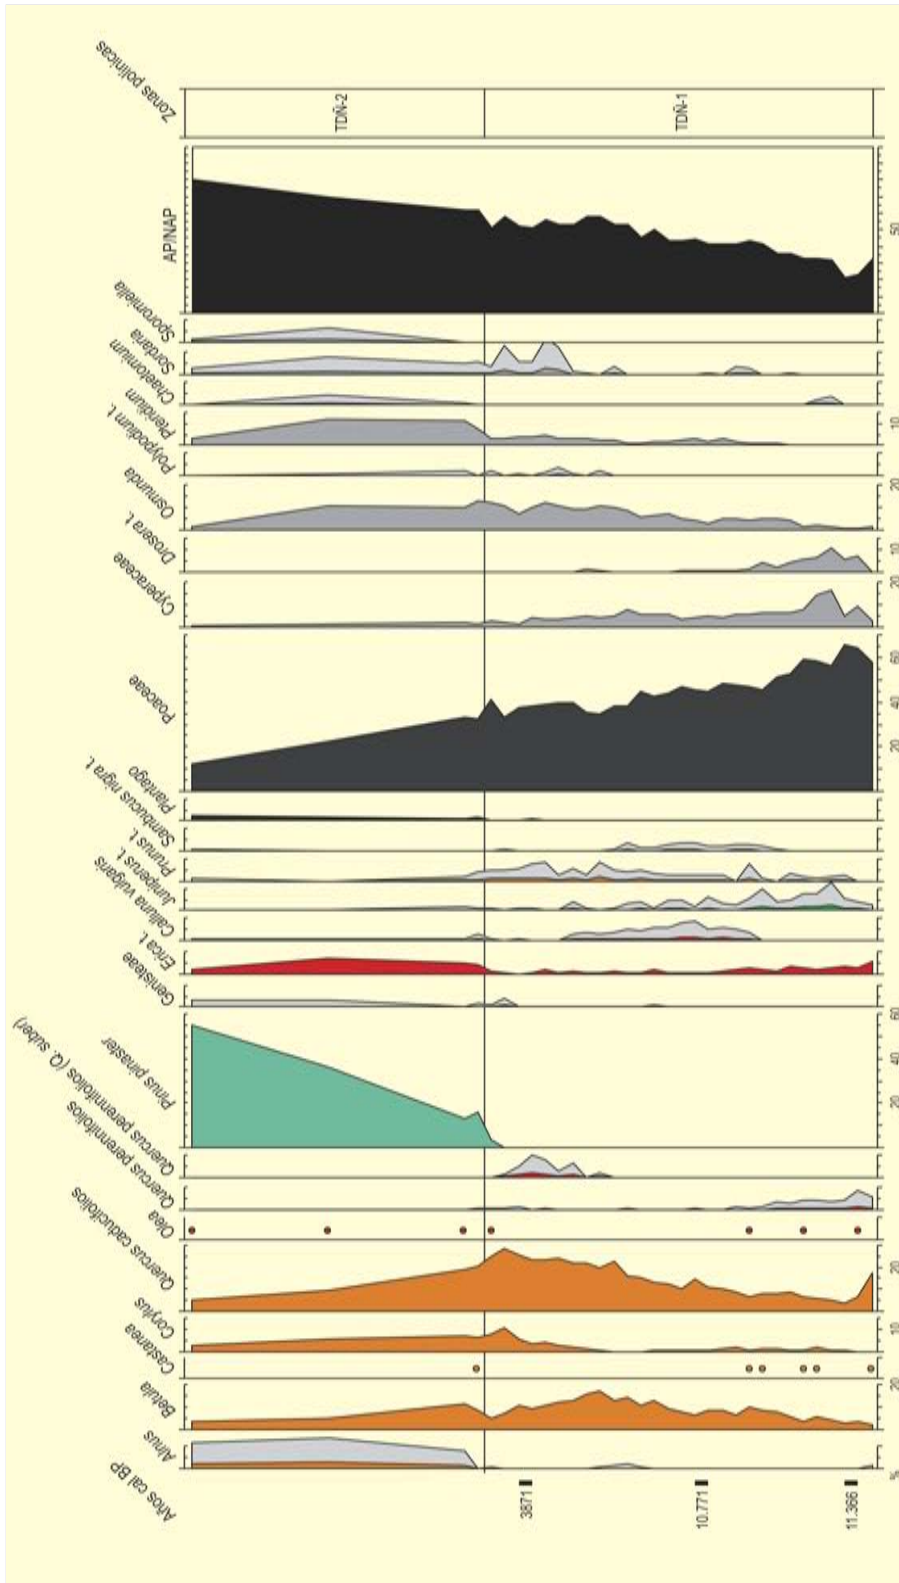 Zonas polínicas
TDÑ-2
TDÑ-1
AP/NAP
50
Sporormiella
Sordaria
Chaetomium
Pteridium
10
Polypodium t.
Osmunda
20
Drosera t.
10
Cyperaceae
20
Poaceae
20
40
60
Plantago
Sambucus nigra t.
Prunus t.
Juniperus t.
Calluna vulgaris
Erica t.
Genisteae
Pinus pinaster
20
40
60
Quercus perennifolios (Q. suber)
Quercus perennifolios
Olea
Quercus caducifolios
20
Corylus
10
Castanea
Betula
20
Alnus
%
Años cal BP
3871
10.771
11.366